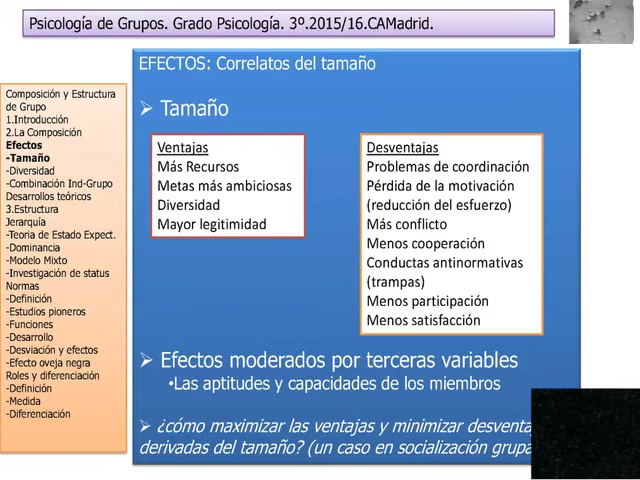 Psicología de Grupos. Grado Psicología. 3º.2015/16.CAMadrid.
Composición y Estructura
de Grupo
1.Introducción
2.La Composición
Efectos
-Tamaño
-Diversidad
-Combinación Ind-Grupo
Desarrollos teóricos
3.Estructura
Jerarquía
-Teoria de Estado Expect.
-Dominancia
-Modelo Mixto
-Investigación de status
Normas
-Definición
-Estudios pioneros
-Funciones
-Desarrollo
-Desviación y efectos
-Efecto oveja negra
Roles y diferenciación
-Definición
-Medida
-Diferenciación
EFECTOS: Correlatos del tamaño
➢ Tamaño
Ventajas
Más Recursos
Metas más ambiciosas
Diversidad
Mayor legitimidad
Desventajas
Problemas de coordinación
Pérdida de la motivación
(reducción del esfuerzo)
Más conflicto
Menos cooperación
Conductas antinormativas
(trampas)
Menos participación
Menos satisfacción
➢ Efectos moderados por terceras variables
•Las aptitudes y capacidades de los miembros
➢ ¿cómo maximizar las ventajas y minimizar
derivadas del tamaño? (un caso en socialización